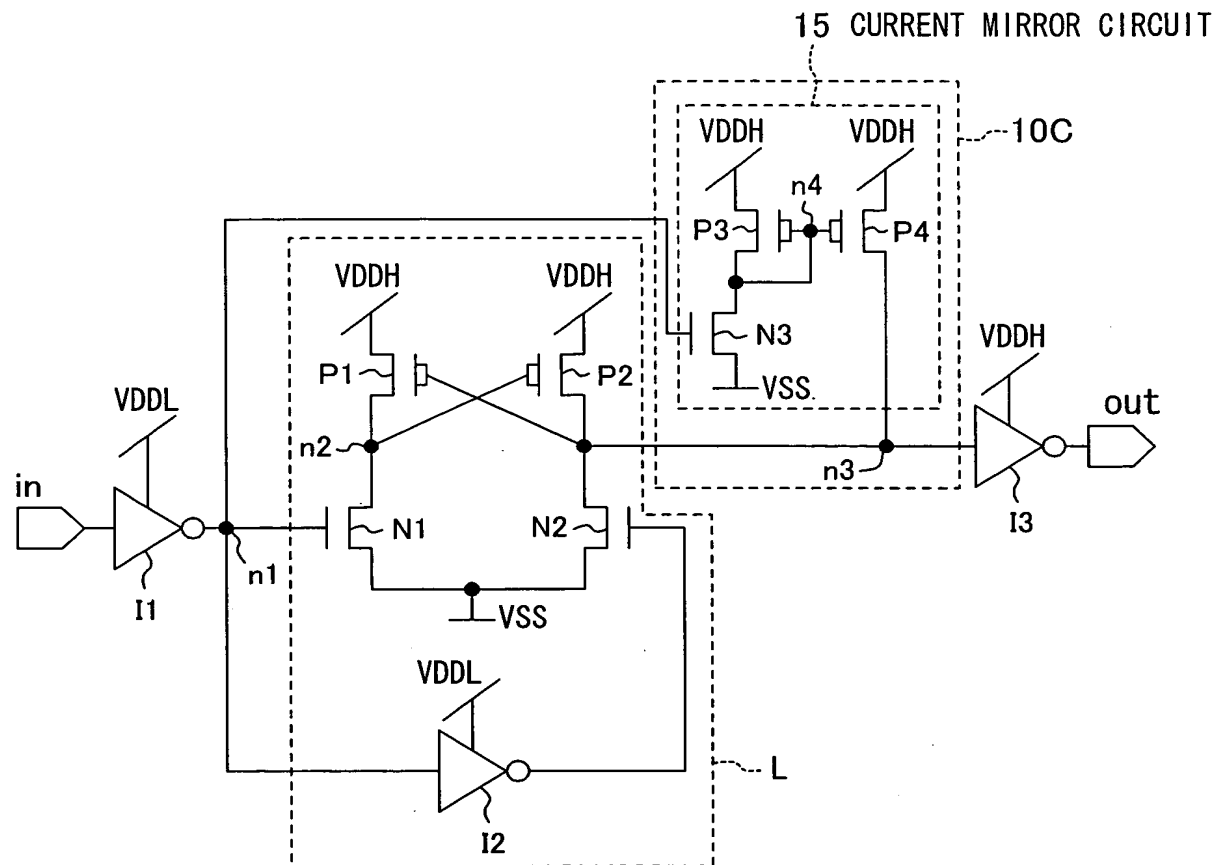 15 CURRENT MIRROR CIRCUIT
VDDH
VDDH
10C
n4
P3
P4
VDDH
VDDH
N3
VDDH
P1
P2
VSS.
VDDL
out
n2
n3
in
N1
N2
I3
n1
I1
VSS
VDDL
L
I2